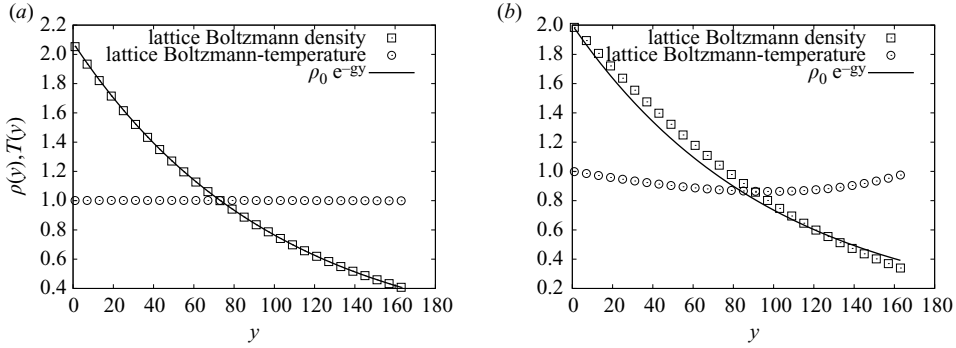 (a)
2.2
2.0
1.8
1.6
1.4
1.2
1.0
0.8
0.6
0.4
ρ(y),T(y)
lattice Boltzmann density
lattice Boltzmann-temperature
ρ0 e–gy
0 20 40 60 80 100 120 140 160 180
y
(b)
2.0
1.8
1.6
1.4
1.2
1.0
0.8
0.6
0.4
0.2
lattice Boltzmann density
lattice Boltzmann-temperature
ρ0 e–gy
0 20 40 60 80 100 120 140 160 180
y